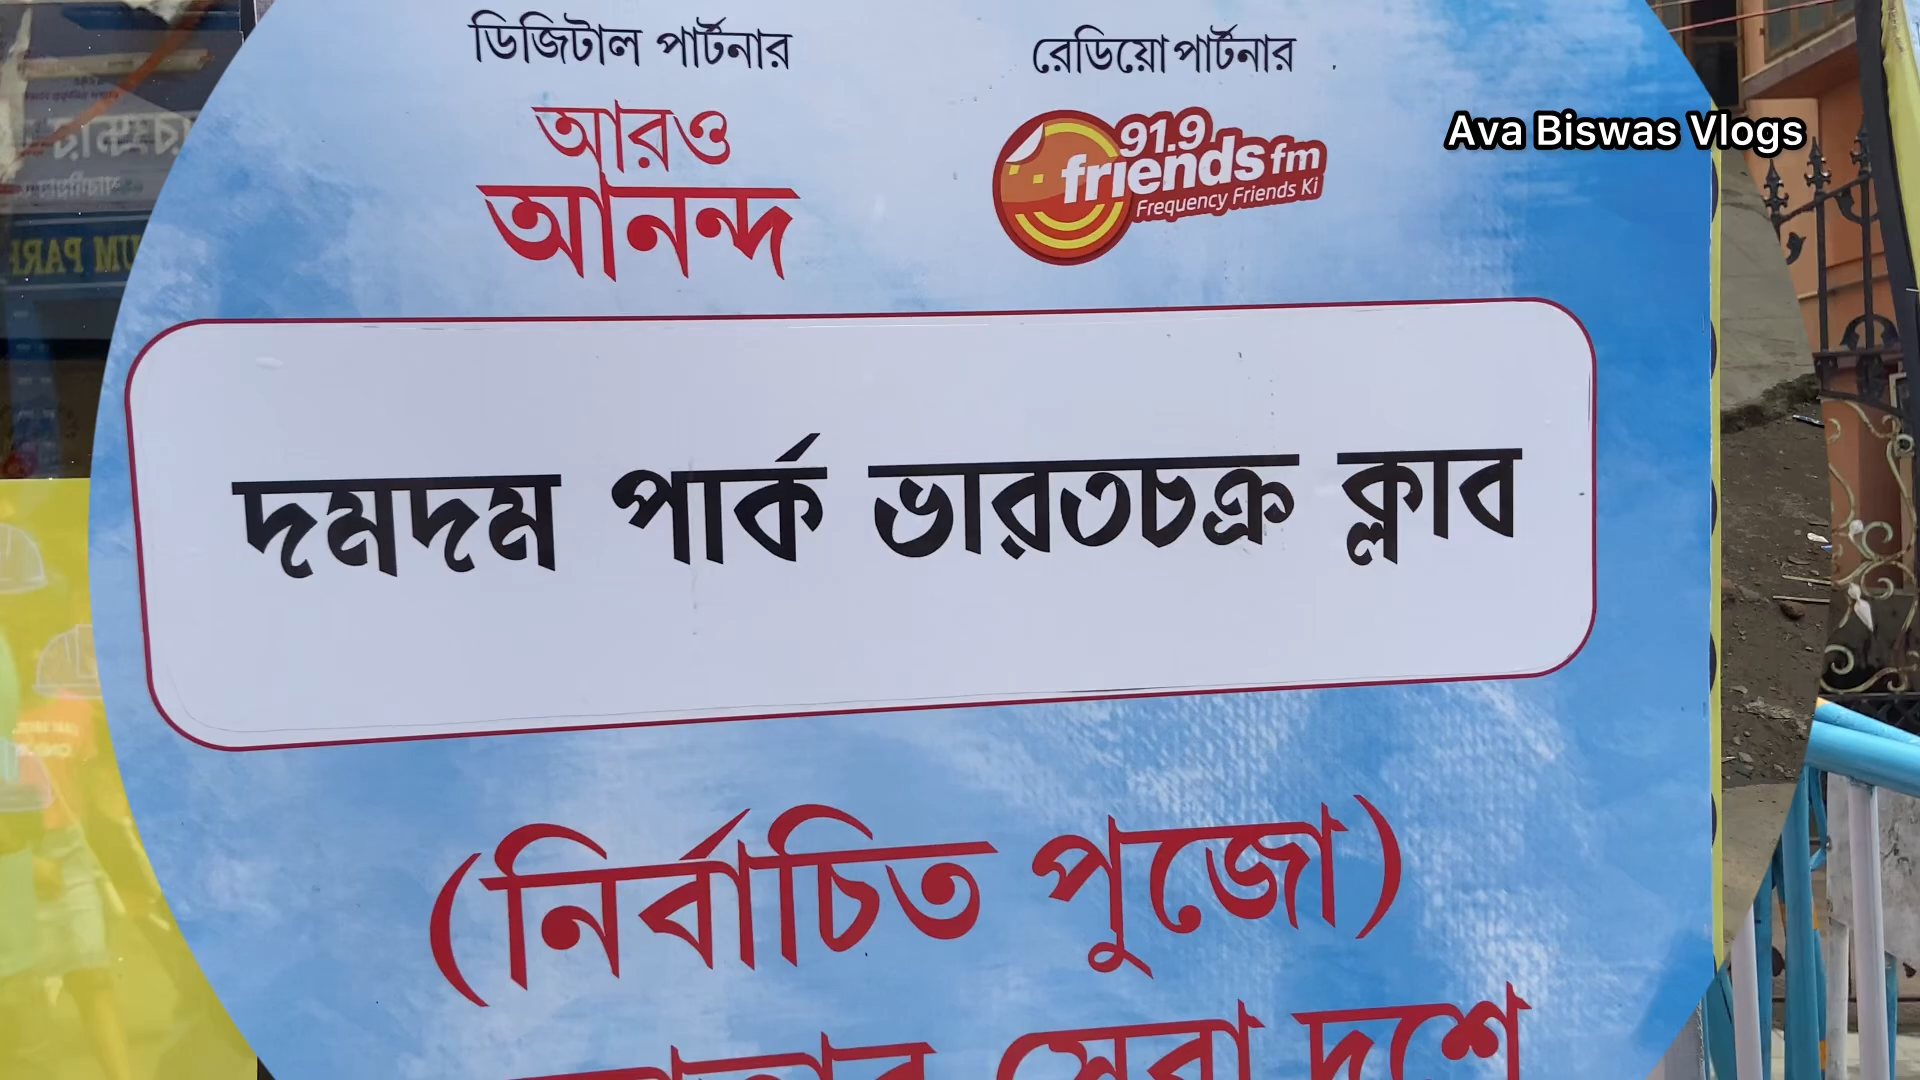 ডিজিটাল পার্টনার
রেডিয়ো পার্টনার
আরও
আনন্দ
91.9
friends fm
Frequency Friends Ki
Ava Biswas Vlogs
দমদম পার্ক ভারতচক্র ক্লাব
(নির্বাচিত পুজো)
সেরা দশে